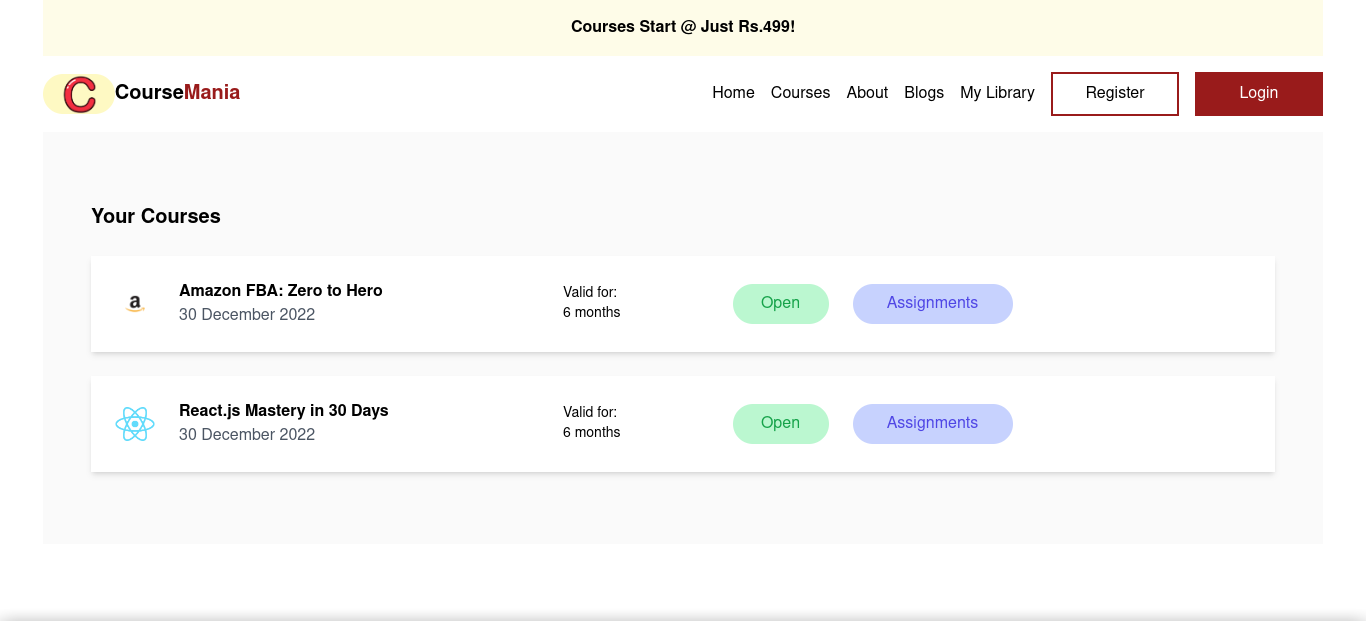 Courses Start @ Just Rs.499!
C CourseMania Home Courses About Blogs My Library Register Login
Your Courses
a Amazon FBA: Zero to Hero
30 December 2022
Valid for:
6 months
Open Assignments
React.js Mastery in 30 Days
30 December 2022
Valid for:
6 months
Open Assignments